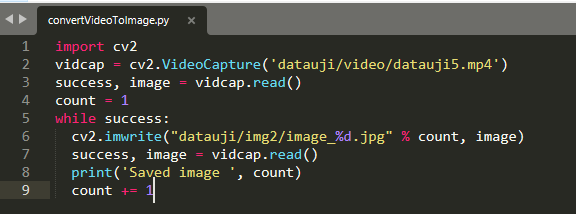 convertVideoToImage.py
1 import cv2
2 vidcap = cv2.VideoCapture('datauji/video/datauji5.mp4')
3 success, image = vidcap.read()
4 count = 1
5 while success:
6   cv2.imwrite("datauji/img2/image_%d.jpg" % count, image)
7   success, image = vidcap.read()
8   print('Saved image ', count)
9   count += 1